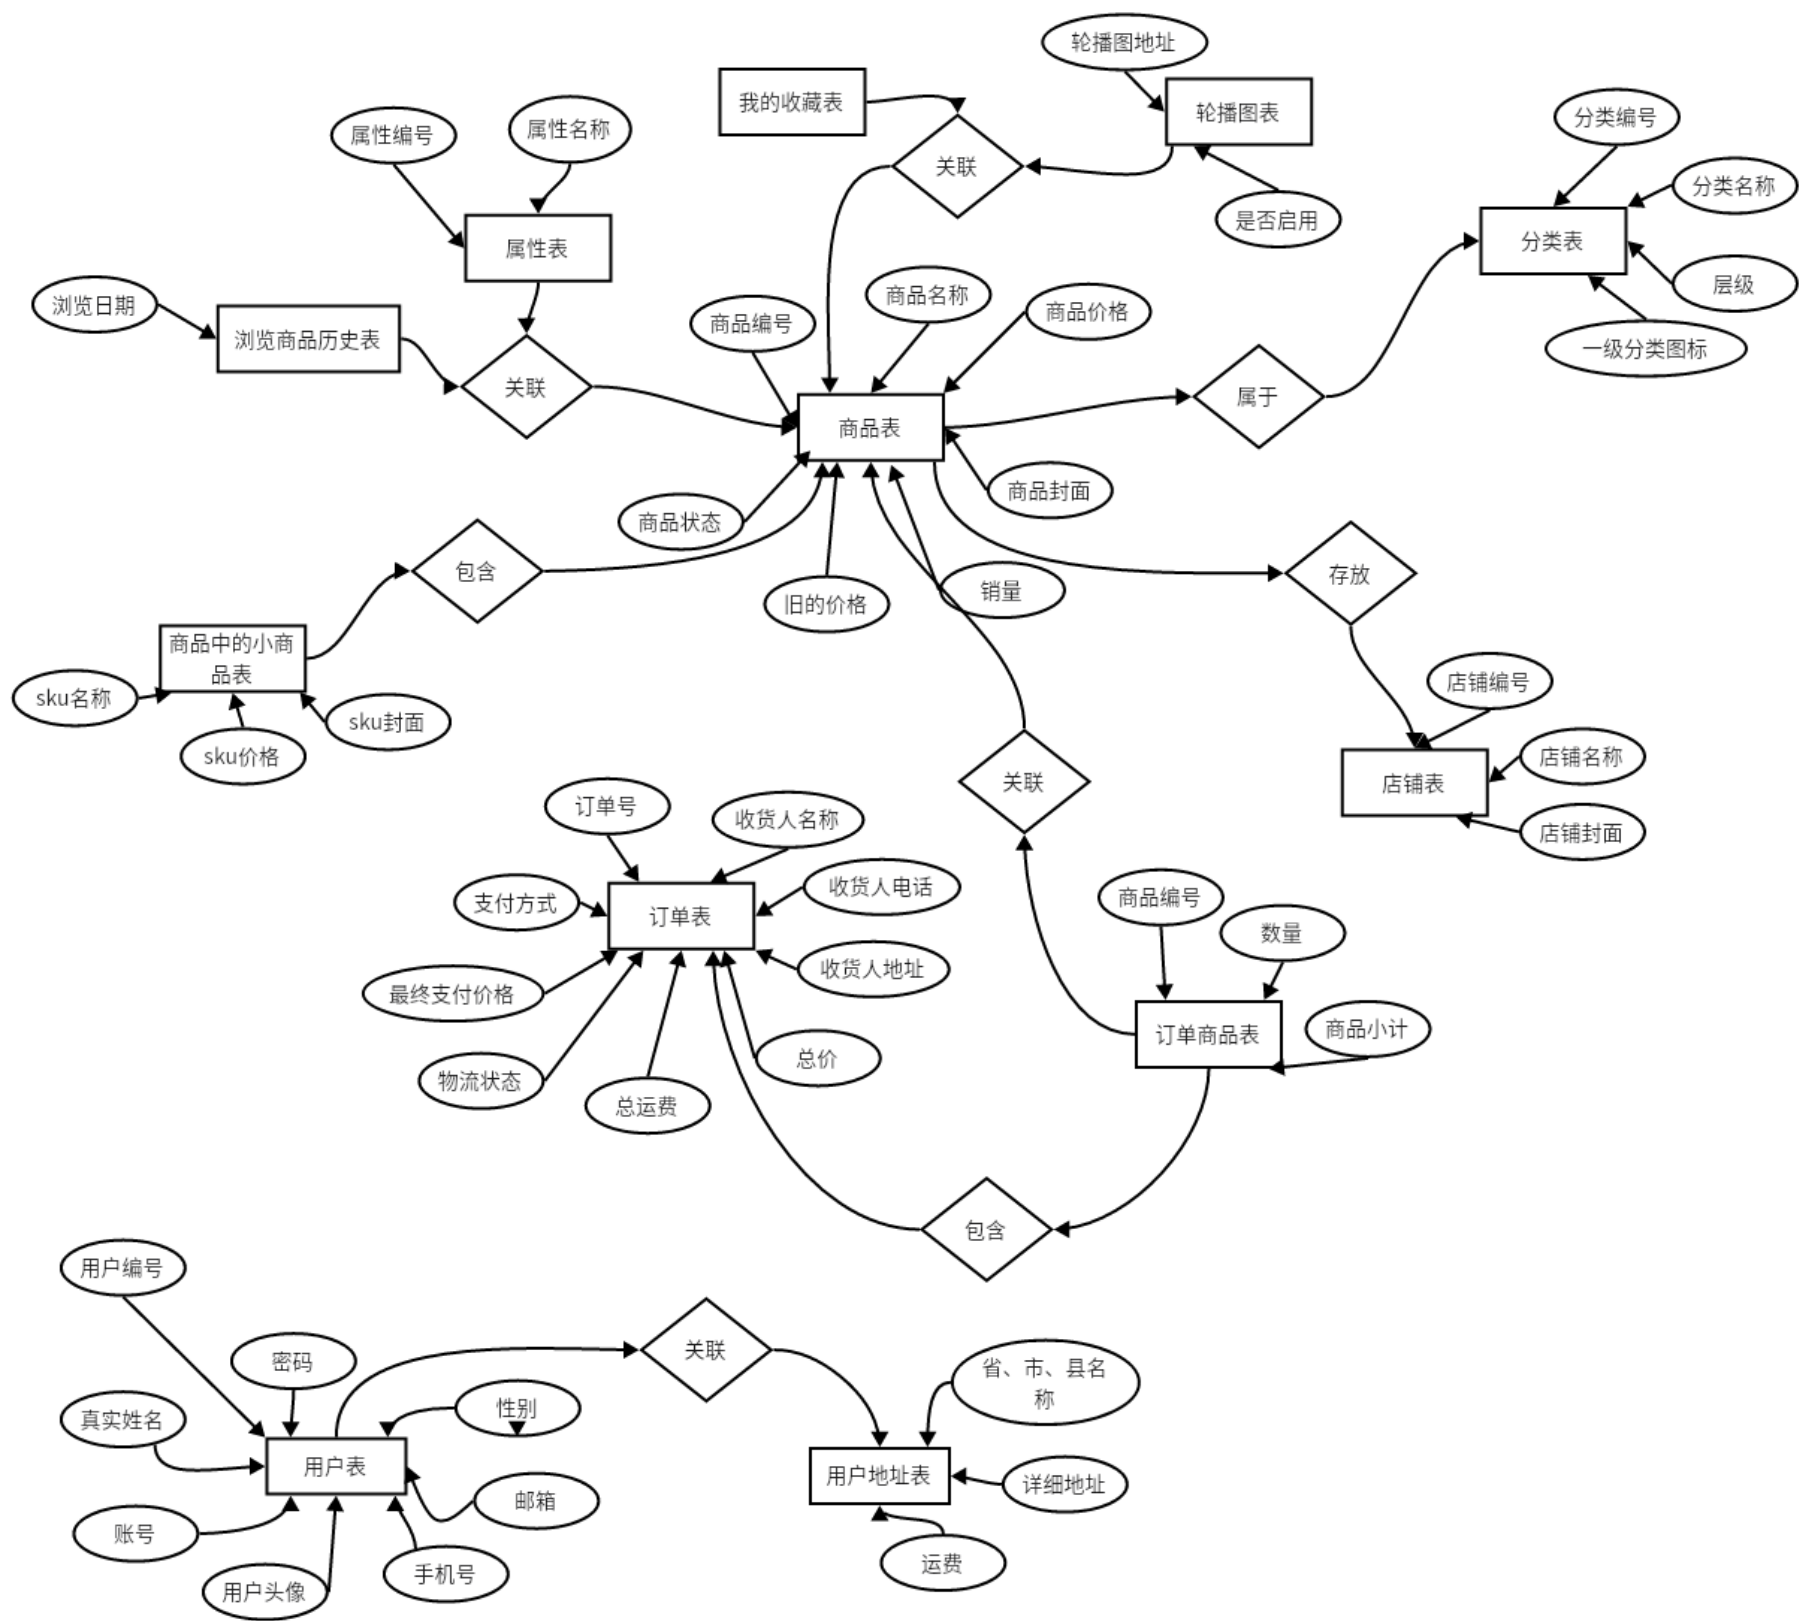 轮播图地址
我的收藏表
轮播图表
属性编号
属性名称
分类编号
关联
分类名称
是否启用
属性表
分类表
浏览日期
浏览商品历史表
商品编号
商品名称
商品价格
层级
一级分类图标
关联
商品表
属于
商品状态
商品封面
包含
旧的价格
销量
存放
商品中的小商
品表
sku名称
sku价格
sku封面
店铺编号
店铺名称
店铺表
店铺封面
关联
订单号
收货人名称
支付方式
订单表
收货人电话
最终支付价格
收货人地址
物流状态
总运费
总价
商品编号
数量
订单商品表
商品小计
包含
用户编号
密码
关联
省、市、县名
称
真实姓名
性别
用户表
用户地址表
详细地址
账号
邮箱
用户头像
手机号
运费